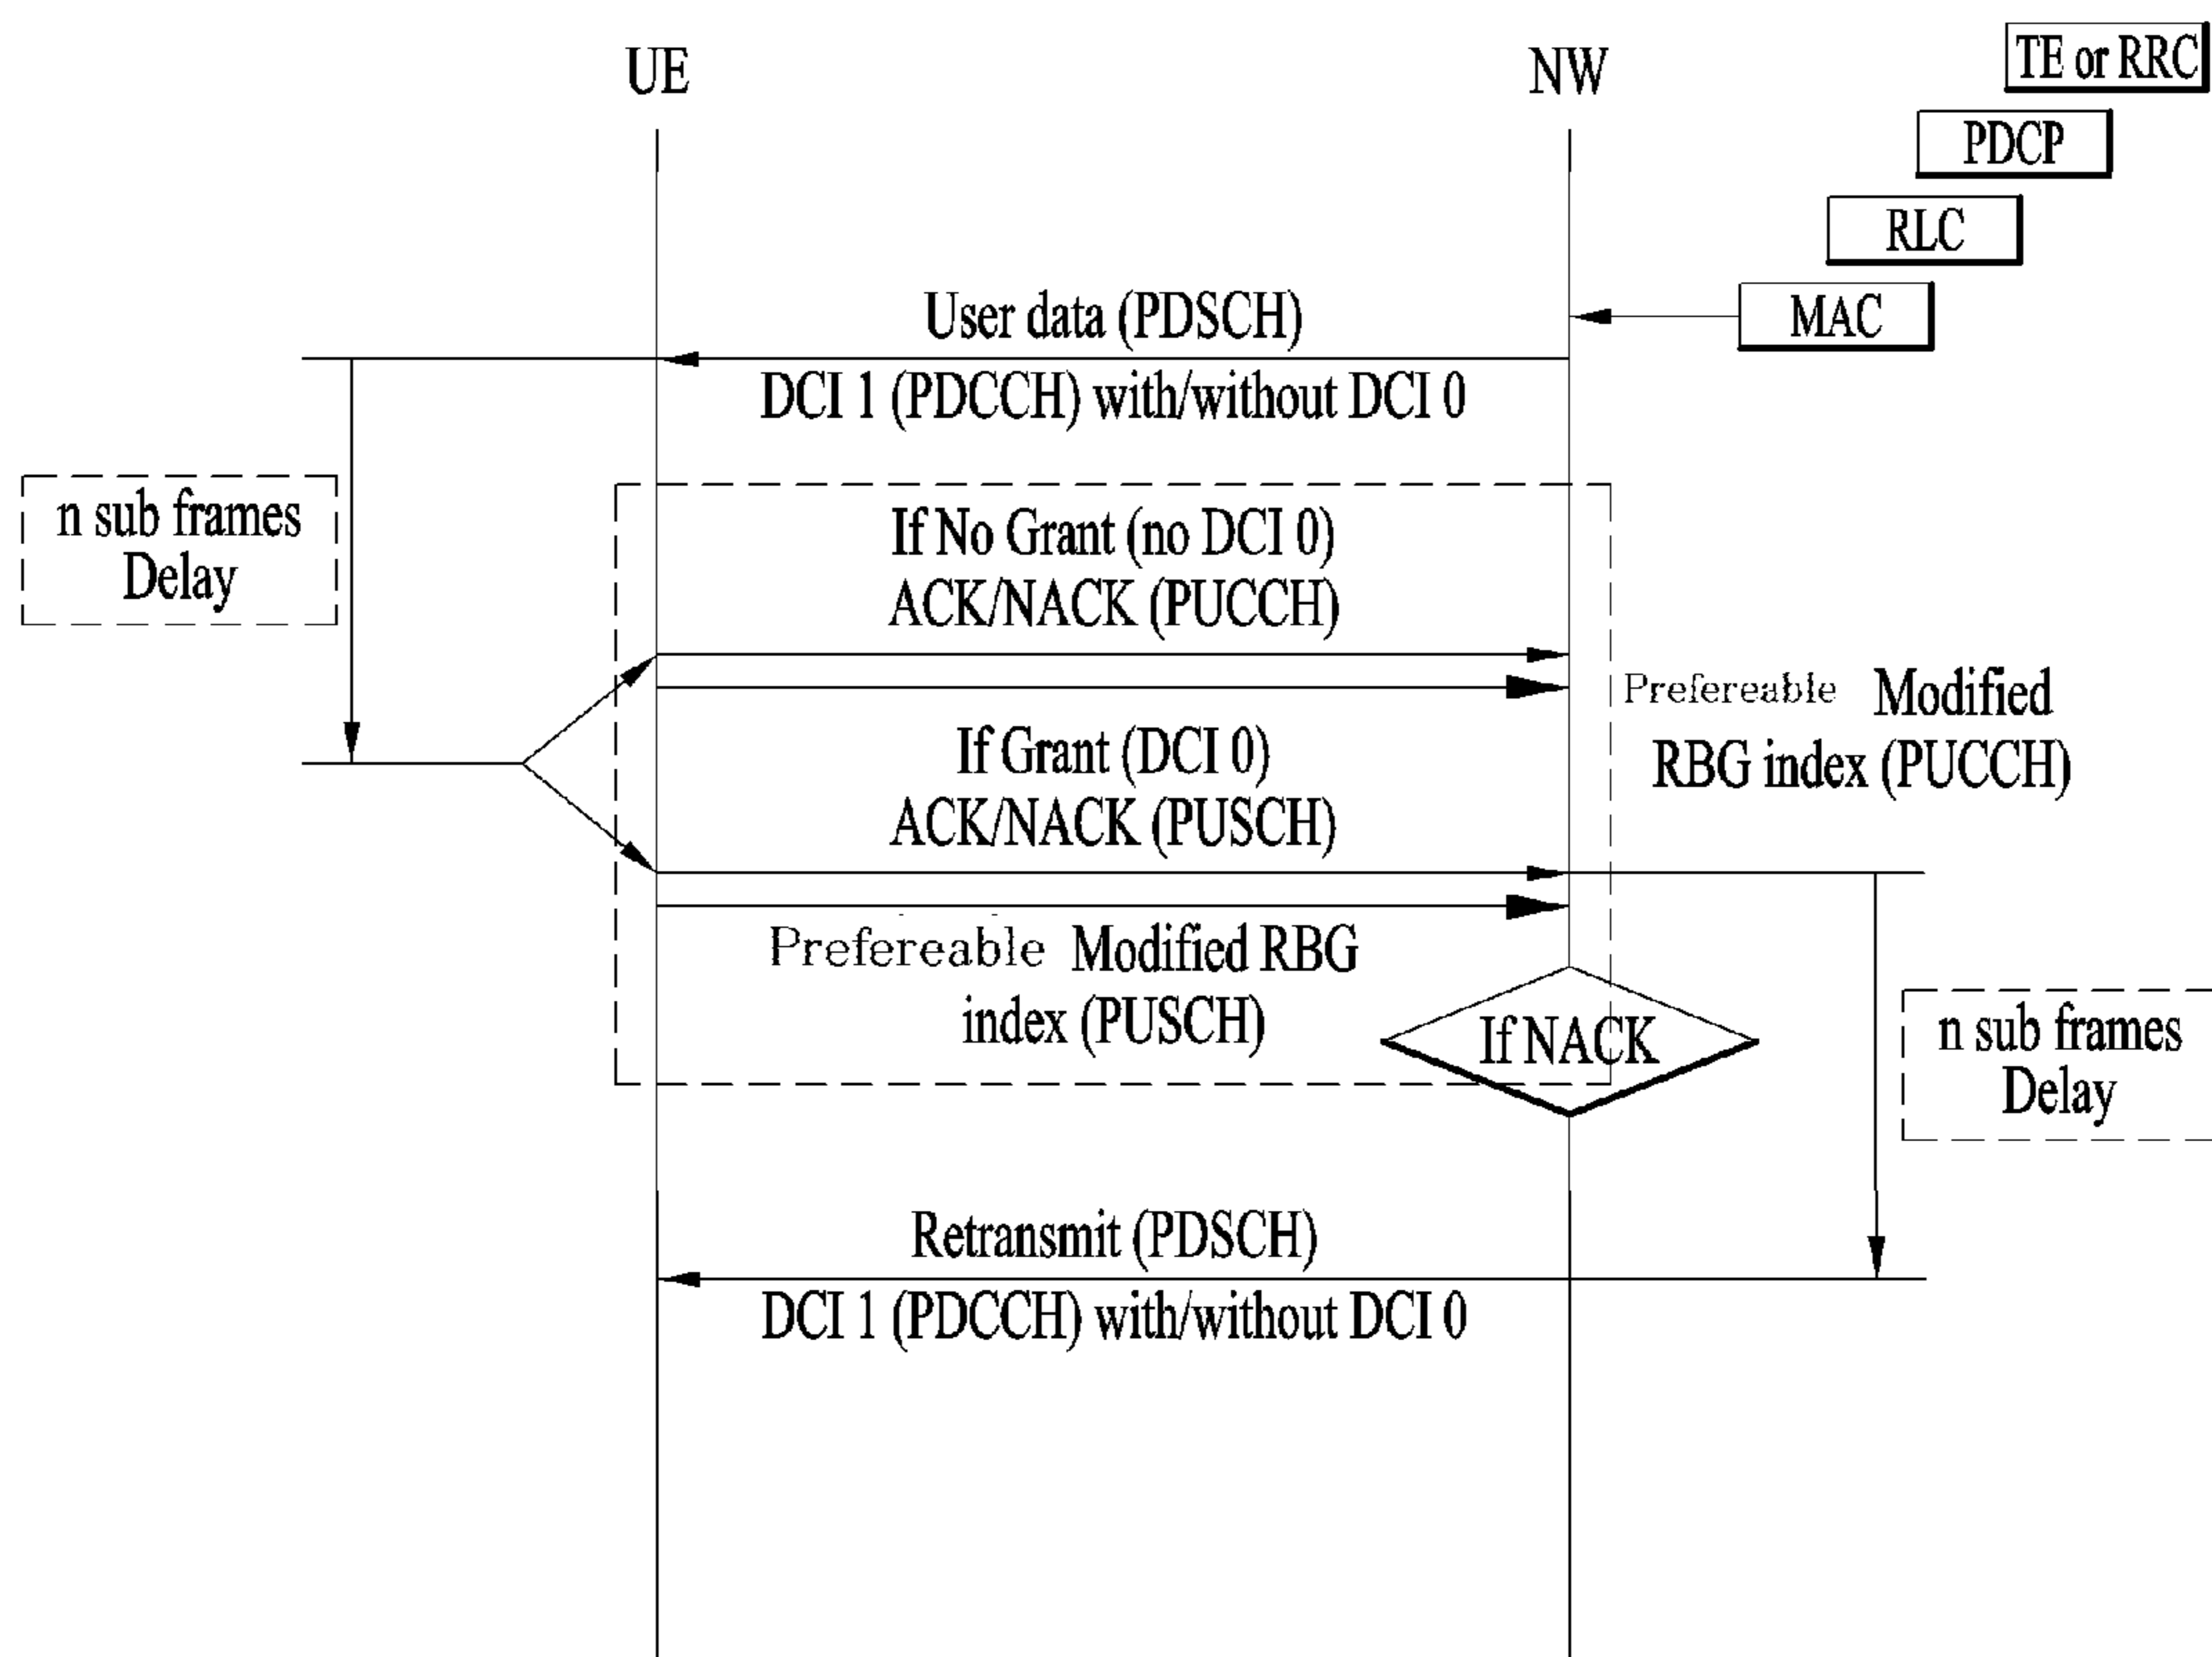 UE
NW
TE or RRC
PDCP
RLC
MAC
User data (PDSCH)
DCI 1 (PDCCH) with/without DCI 0
n sub frames
Delay
If No Grant (no DCI 0)
ACK/NACK (PUCCH)
Prefereable Modified
RBG index (PUCCH)
If Grant (DCI 0)
ACK/NACK (PUSCH)
Prefereable Modified RBG
index (PUSCH)
If NACK
n sub frames
Delay
Retransmit (PDSCH)
DCI 1 (PDCCH) with/without DCI 0